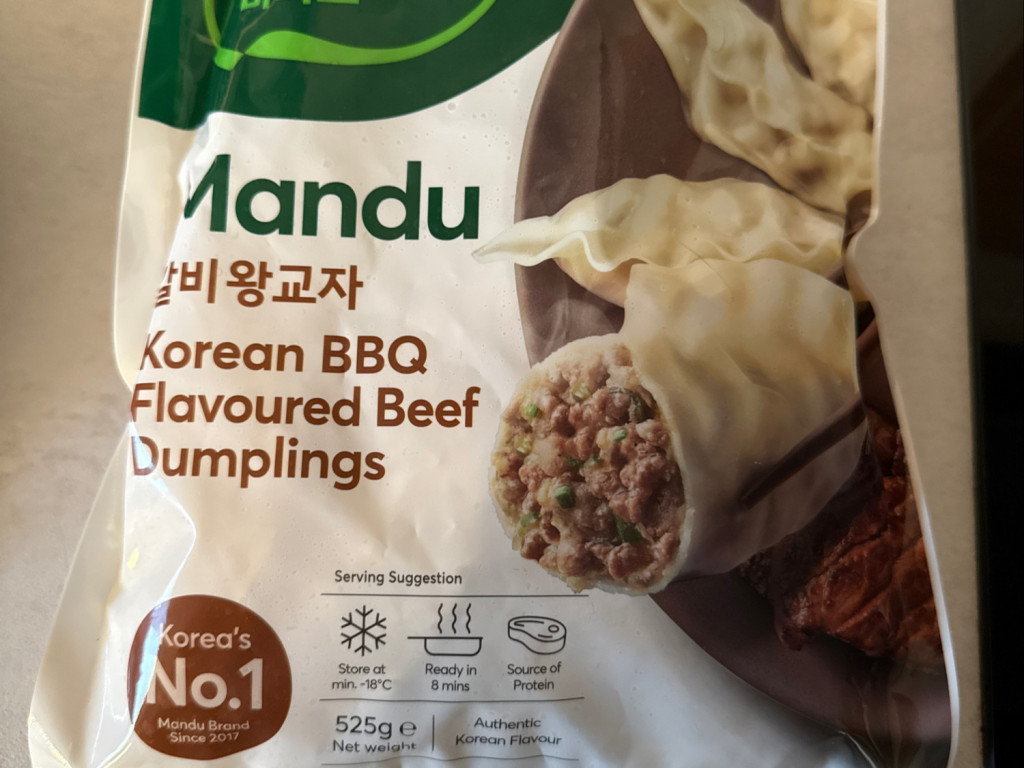 Mandu
갈비 왕교자
Korean BBQ
Flavoured Beef
Dumplings
Serving Suggestion
Store at
min. -18°C
Ready in
8 mins
Source of
Protein
Korea's
No.1
Mandu Brand
Since 2017
525g e
Net weight
Authentic
Korean Flavour